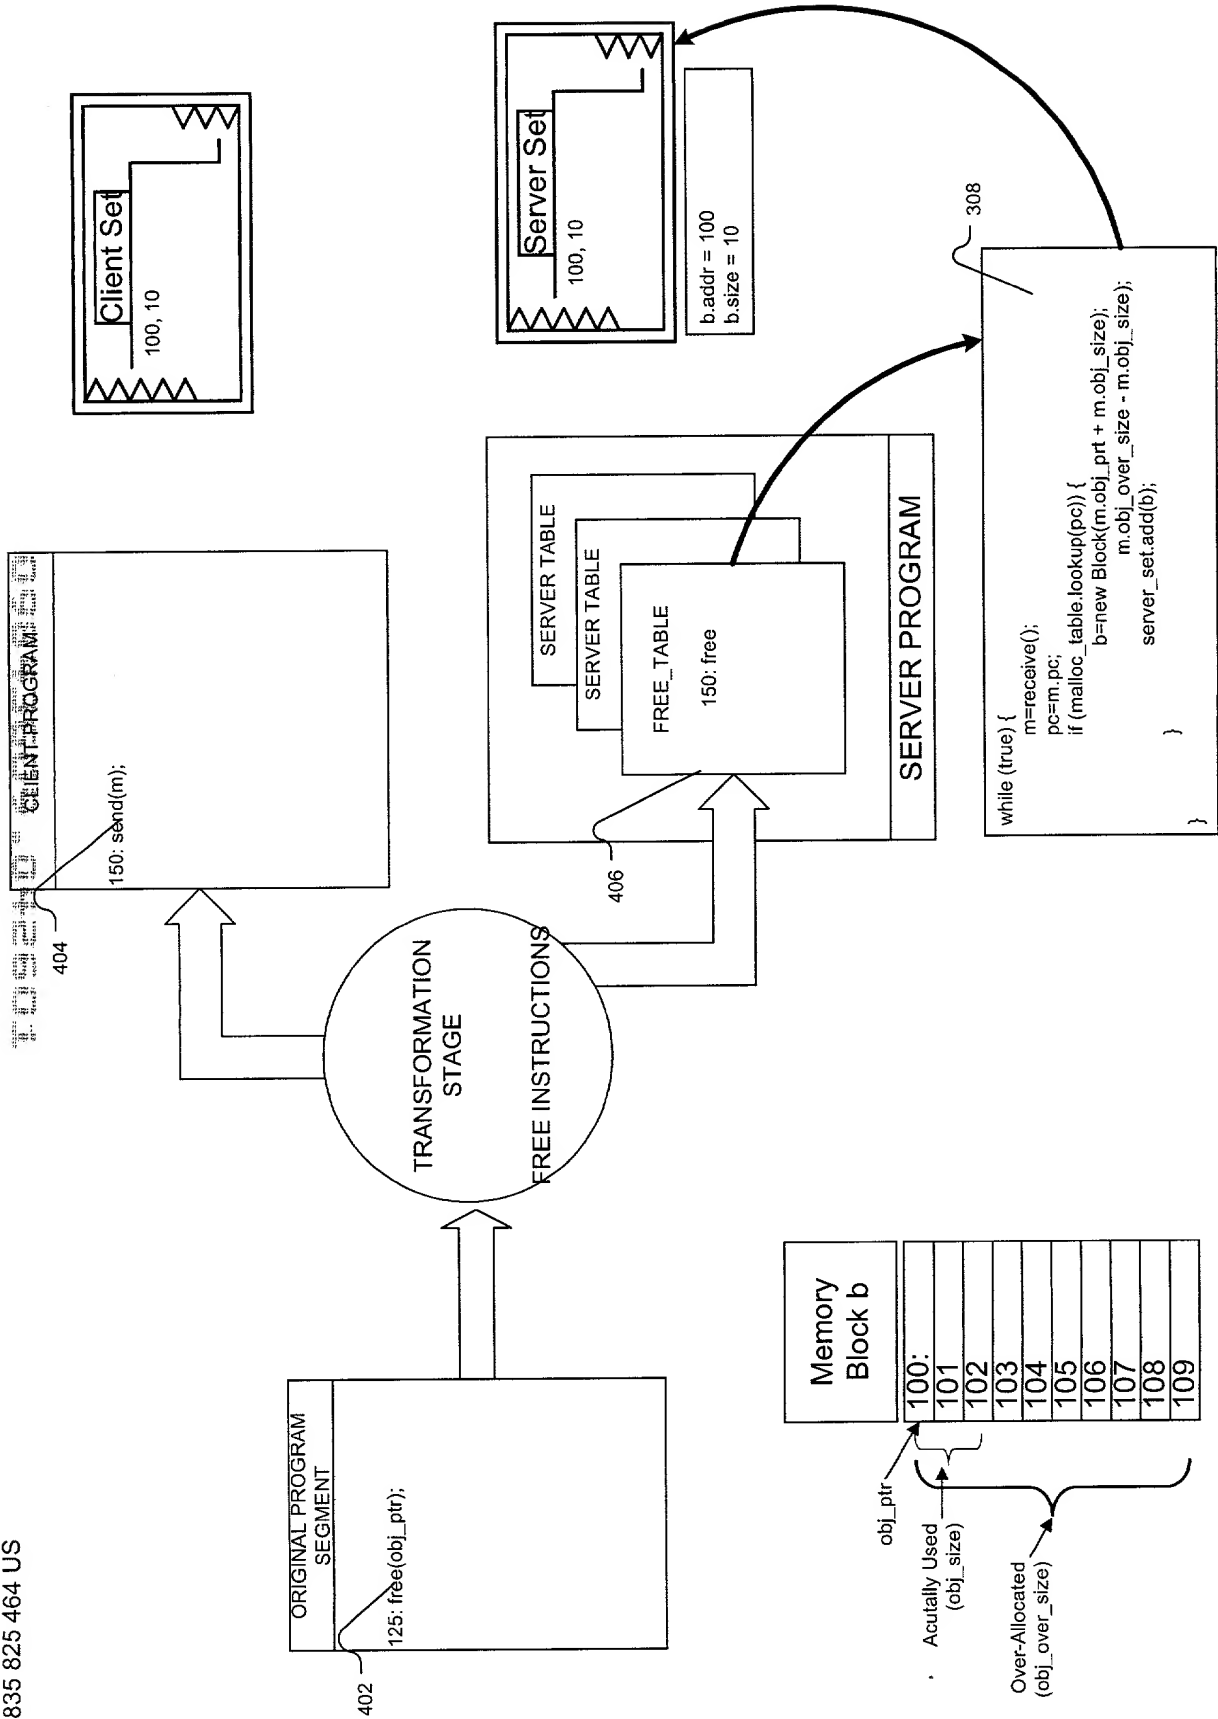 835 825 464 US
ORIGINAL PROGRAM
SEGMENT
125: free(obj_ptr);
402
TRANSFORMATION
STAGE
FREE INSTRUCTIONS
CLIENT PROGRAM
150: send(m);
404
Client Set
100, 10
SERVER TABLE
SERVER TABLE
FREE_TABLE
150: free
SERVER PROGRAM
406
Server Set
100, 10
b.addr = 100
b.size = 10
308
while (true) {
m=receive();
pc=m.pc;
if (malloc_table.lookup(pc)) {
b=new Block(m.obj_prt + m.obj_size);
m.obj_over_size - m.obj_size);
server_set.add(b);
}
}
Memory
Block b
100:
101
102
103
104
105
106
107
108
109
obj_ptr
Acutally Used
(obj_size)
Over-Allocated
(obj_over_size)